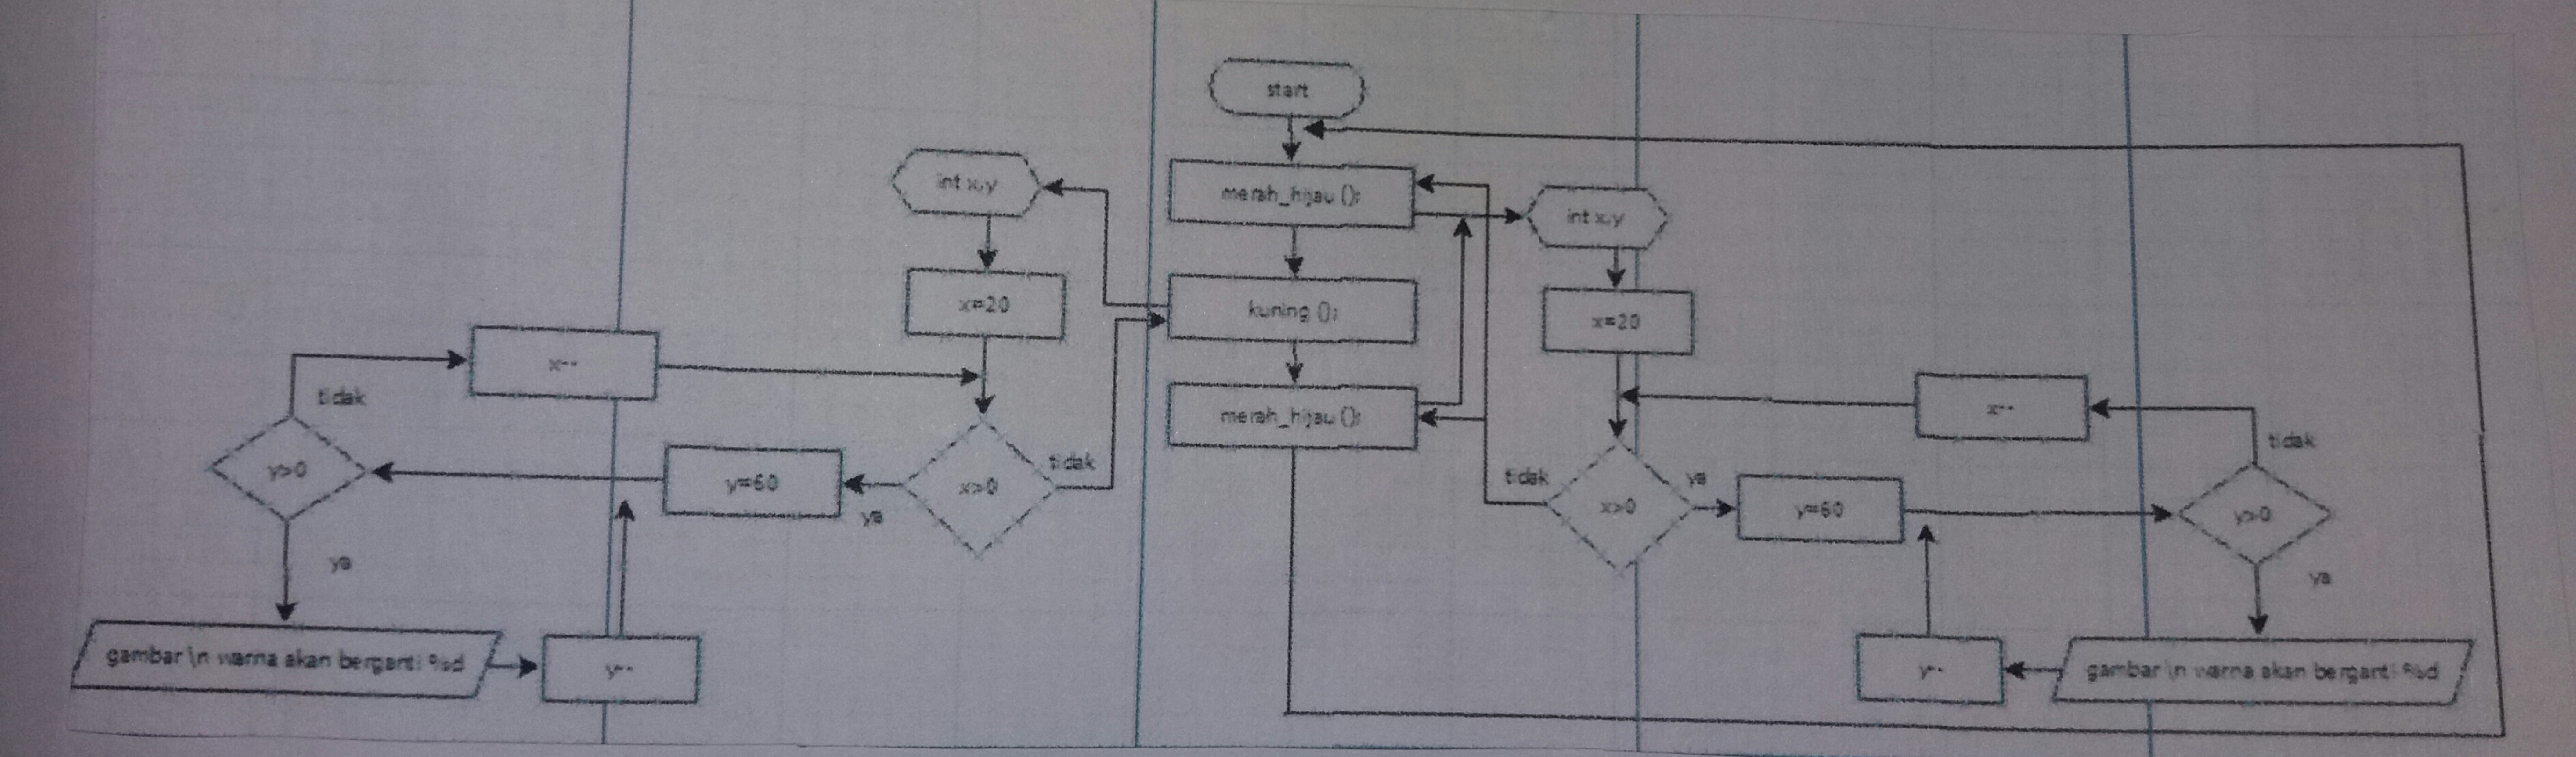 start
merah_hijau ();
kuning ();
merah_hijau ();
int x,y
x=20
x>0
tidak
ya
y=60
y>0
tidak
x--
ya
gambar \n warna akan berganti %d
y--
int x,y
x=20
x>0
tidak
ya
y=60
y>0
tidak
x--
ya
gambar \n warna akan berganti %d
y--